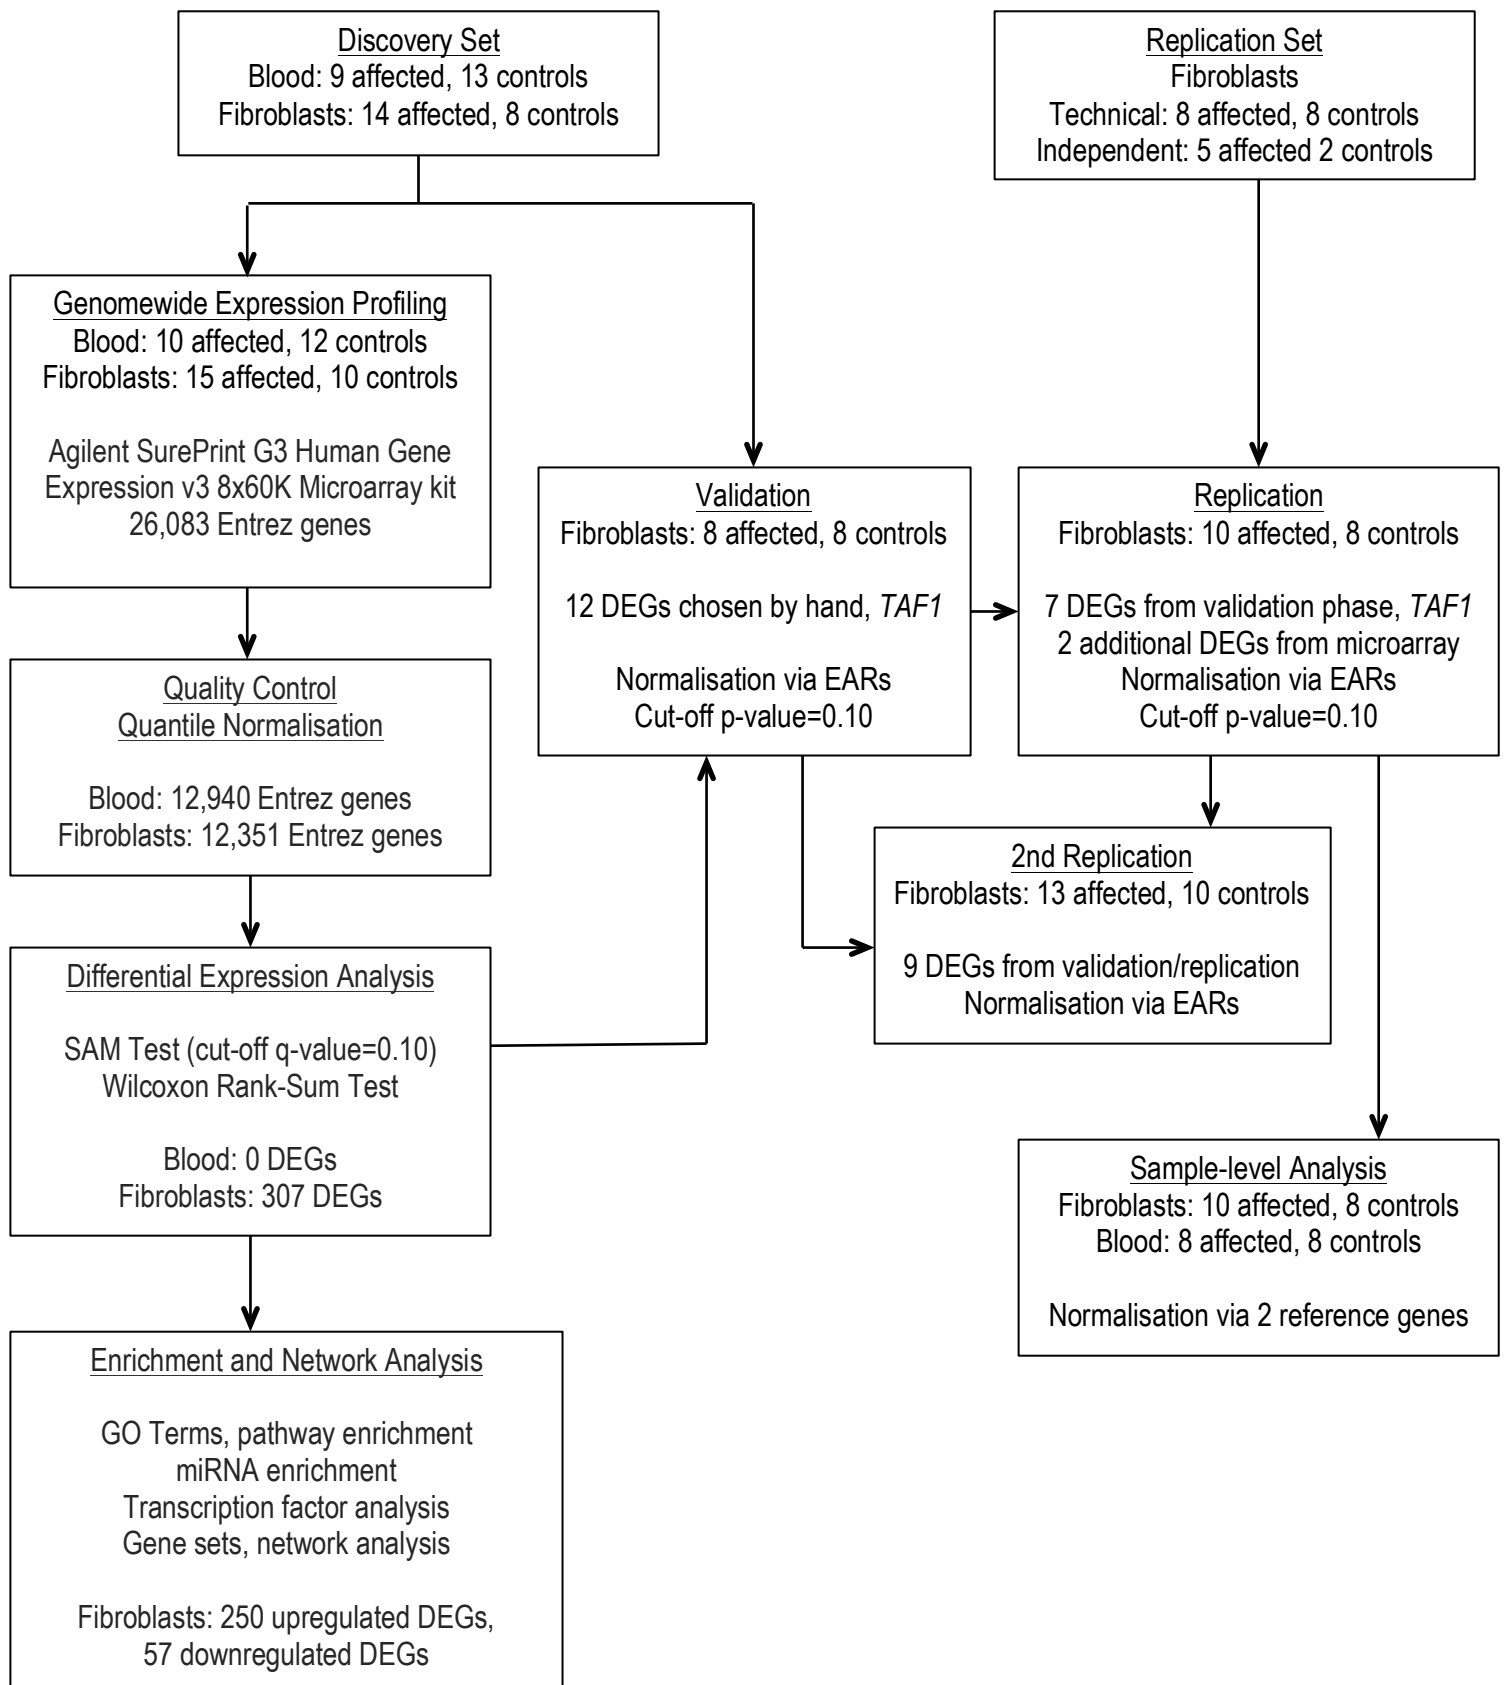 Discovery Set
Blood: 9 affected, 13 controls
Fibroblasts: 14 affected, 8 controls
Replication Set
Fibroblasts
Technical: 8 affected, 8 controls
Independent: 5 affected 2 controls
Genomewide Expression Profiling
Blood: 10 affected, 12 controls
Fibroblasts: 15 affected, 10 controls
Agilent SurePrint G3 Human Gene
Expression v3 8x60K Microarray kit
26,083 Entrez genes
Validation
Fibroblasts: 8 affected, 8 controls
12 DEGs chosen by hand, TAF1
Normalisation via EARs
Cut-off p-value=0.10
Replication
Fibroblasts: 10 affected, 8 controls
7 DEGs from validation phase, TAF1
2 additional DEGs from microarray
Normalisation via EARs
Cut-off p-value=0.10
Quality Control
Quantile Normalisation
Blood: 12,940 Entrez genes
Fibroblasts: 12,351 Entrez genes
2nd Replication
Fibroblasts: 13 affected, 10 controls
9 DEGs from validation/replication
Normalisation via EARs
Differential Expression Analysis
SAM Test (cut-off q-value=0.10)
Wilcoxon Rank-Sum Test
Blood: 0 DEGs
Fibroblasts: 307 DEGs
Sample-level Analysis
Fibroblasts: 10 affected, 8 controls
Blood: 8 affected, 8 controls
Normalisation via 2 reference genes
Enrichment and Network Analysis
GO Terms, pathway enrichment
miRNA enrichment
Transcription factor analysis
Gene sets, network analysis
Fibroblasts: 250 upregulated DEGs,
57 downregulated DEGs